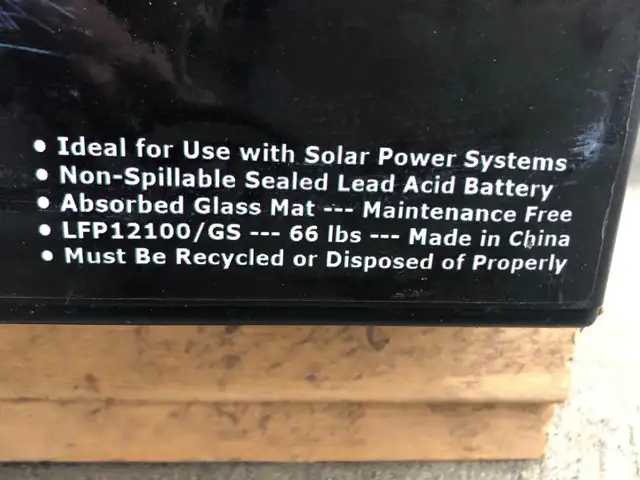 • Ideal for Use with Solar Power Systems
• Non-Spillable Sealed Lead Acid Battery
• Absorbed Glass Mat --- Maintenance Free
• LFP12100/GS --- 66 lbs --- Made in China
• Must Be Recycled or Disposed of Properly